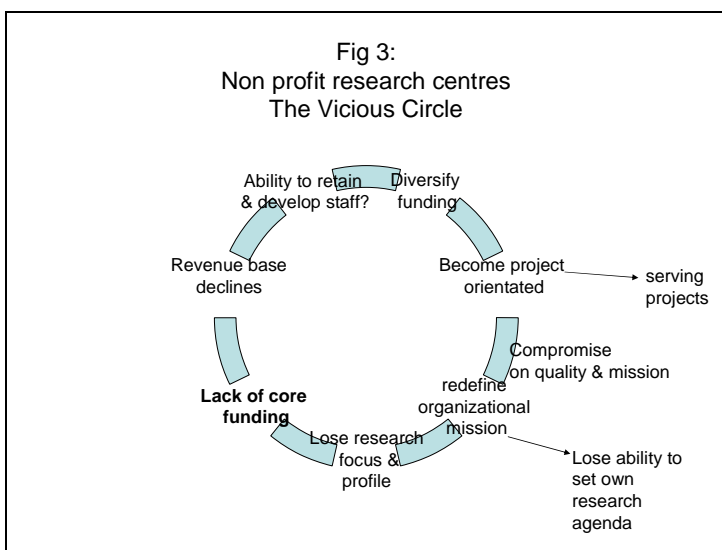 Fig 3:
Non profit research centres
The Vicious Circle
Ability to retain
& develop staff?
Diversify
funding
Become project
orientated
serving
projects
Compromise
on quality & mission
redefine
organizational
mission
Lose ability to
set own
research
agenda
Lose research
focus &
profile
Lack of core
funding
Revenue base
declines